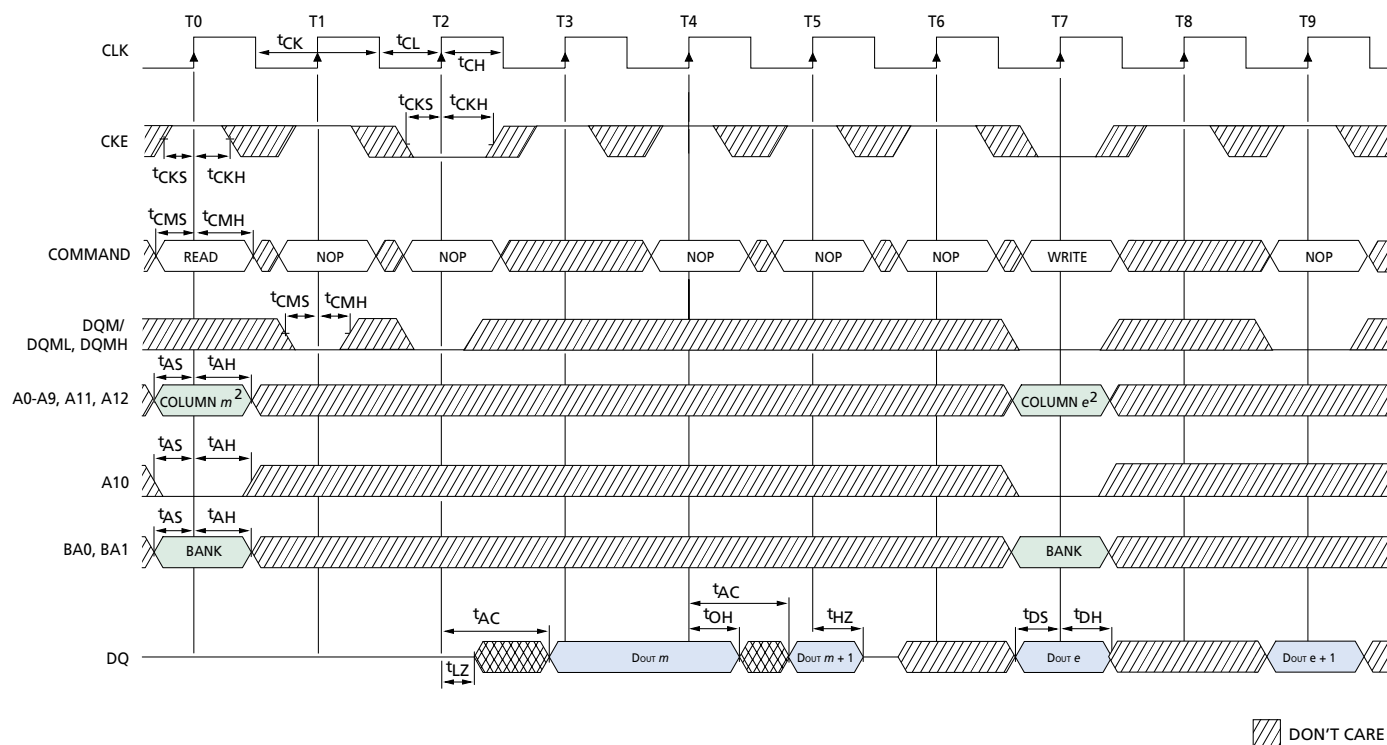 T0 T1 T2 T3 T4 T5 T6 T7 T8 T9
CLK
tCK tCL
tCH
tCKS tCKH
CKE
tCKS tCKH
tCMS tCMH
COMMAND READ NOP NOP NOP NOP NOP WRITE NOP
tCMS tCMH
DQM/
DQML, DQMH
tAS tAH
A0-A9, A11, A12 COLUMN m2 COLUMN e2
tAS tAH
A10
tAS tAH
BA0, BA1 BANK BANK
tAC
tAC tOH tHZ tDS tDH
DQ DOUT m DOUT m + 1 DOUT e DOUT e + 1
tLZ
DON'T CARE